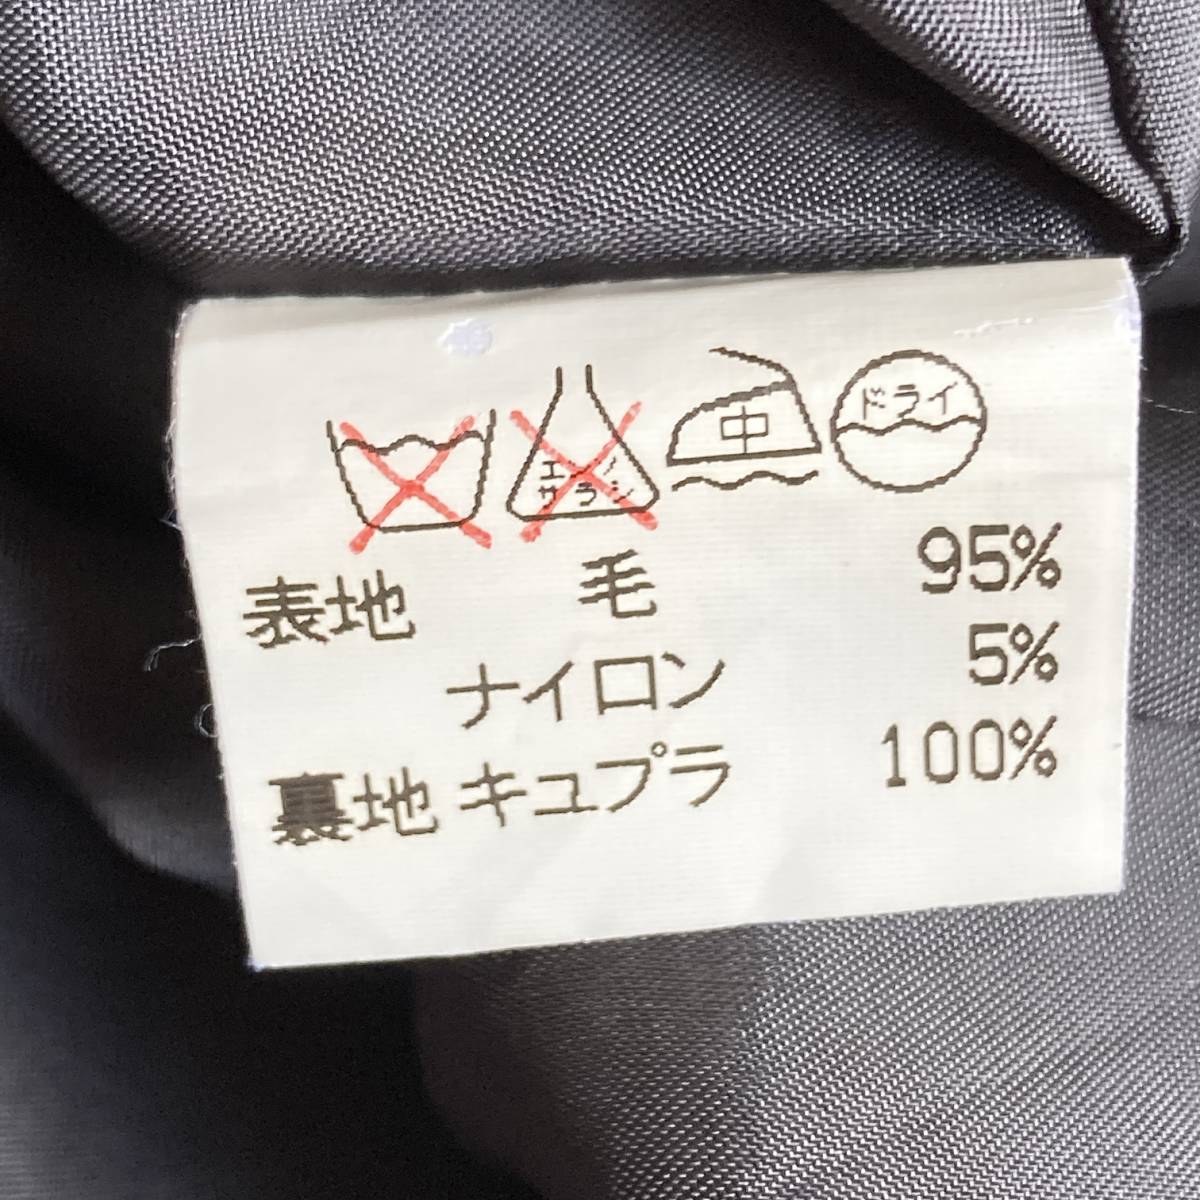 エンソ サラシ 中 ドライ
表地 毛 95%
ナイロン 5%
裏地 キュプラ 100%